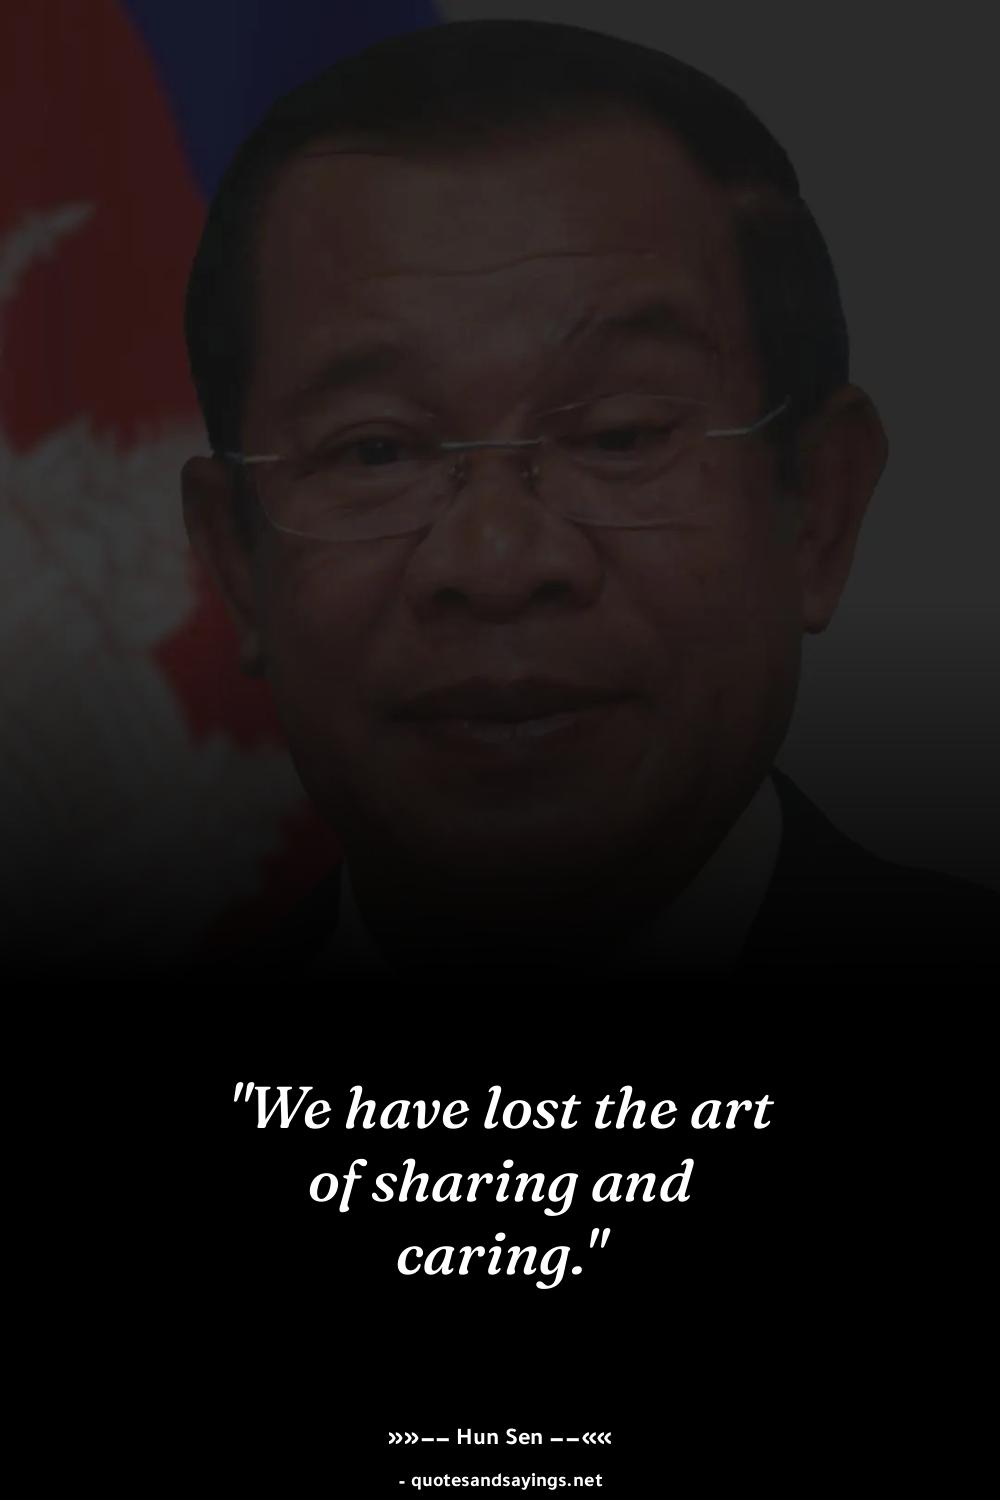 "We have lost the art
of sharing and
caring."
»»–– Hun Sen ––««
- quotesandsayings.net